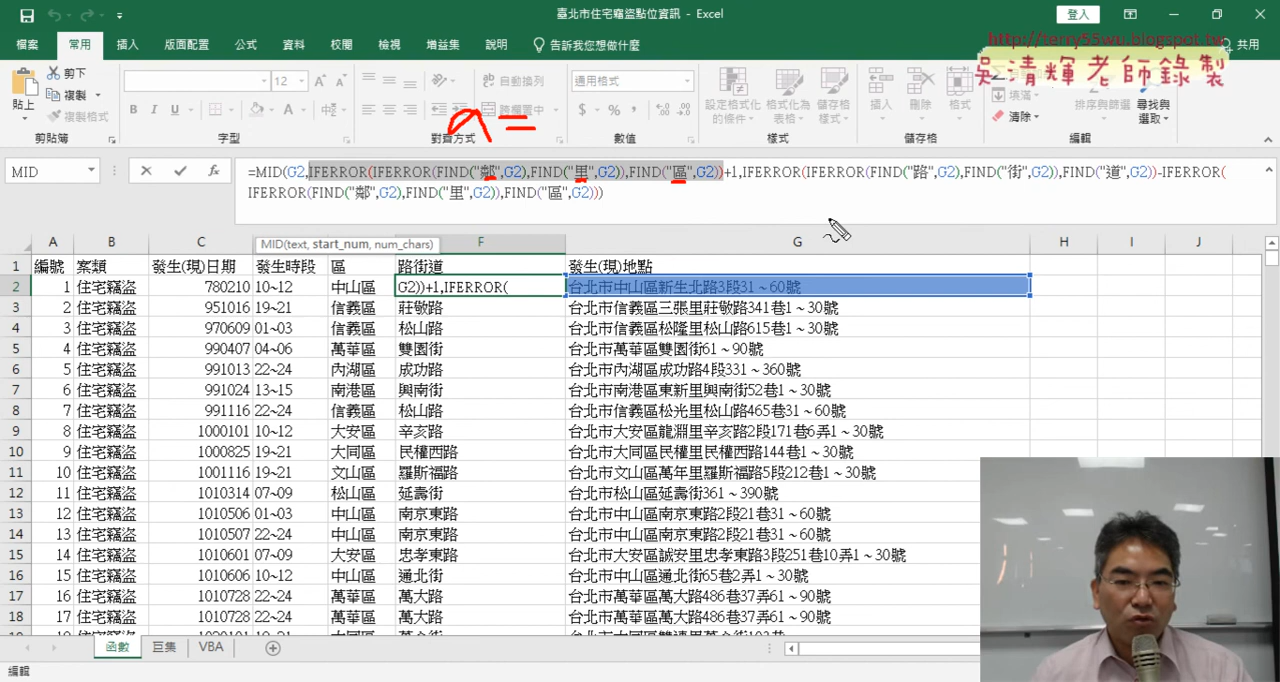 臺北市住宅竊盜點位資訊 - Excel
登入
檔案 常用 插入 版面配置 公式 資料 校閱 檢視 增益集 說明 告訴我您想做什麼 共用
http://terry55wu.blogspot.tw
吳清輝老師錄製
剪下
複製
複製格式
貼上
12
自動換列
跨欄置中
通用格式
設定格式化的條件
格式化為表格
儲存格樣式
插入
刪除
格式
填滿
清除
排序與篩選
尋找與選取
剪貼簿 字型 對齊方式 數值 樣式 儲存格 編輯
a=
MID
=MID(G2,IFERROR(IFERROR(FIND("鄰",G2),FIND("里",G2)),FIND("區",G2))+1,IFERROR(IFERROR(FIND("路",G2),FIND("街",G2)),FIND("道",G2))-IFERROR(
IFERROR(FIND("鄰",G2),FIND("里",G2)),FIND("區",G2)))
MID(text, start_num, num_chars)
A B C F G H I J
1 編號 案類 發生(現)日期 發生時段 區 路街道 發生(現)地點
2 1 住宅竊盜 780210 10~12 中山區 G2))+1,IFERROR( 台北市中山區新生北路3段31~60號
3 2 住宅竊盜 951016 19~21 信義區 莊敬路 台北市信義區三張里莊敬路341巷1~30號
4 3 住宅竊盜 970609 01~03 信義區 松山路 台北市信義區松隆里松山路615巷1~30號
5 4 住宅竊盜 990407 04~06 萬華區 雙園街 台北市萬華區雙園街61~90號
6 5 住宅竊盜 991013 22~24 內湖區 成功路 台北市內湖區成功路4段331~360號
7 6 住宅竊盜 991024 13~15 南港區 興南街 台北市南港區東新里興南街52巷1~30號
8 7 住宅竊盜 991116 22~24 信義區 松山路 台北市信義區松光里松山路465巷31~60號
9 8 住宅竊盜 1000101 10~12 大安區 辛亥路 台北市大安區龍淵里辛亥路2段171巷6弄1~30號
10 9 住宅竊盜 1000825 19~21 大同區 民權西路 台北市大同區民權里民權西路144巷1~30號
11 10 住宅竊盜 1001116 19~21 文山區 羅斯福路 台北市文山區萬年里羅斯福路5段212巷1~30號
12 11 住宅竊盜 1010314 07~09 松山區 延壽街 台北市松山區延壽街361~390號
13 12 住宅竊盜 1010506 01~03 中山區 南京東路 台北市中山區南京東路2段21巷31~60號
14 13 住宅竊盜 1010507 22~24 中山區 南京東路 台北市中山區南京東路2段21巷31~60號
15 14 住宅竊盜 1010601 07~09 大安區 忠孝東路 台北市大安區誠安里忠孝東路3段251巷10弄1~30號
16 15 住宅竊盜 1010606 01~03 中山區 通北街 台北市中山區通北街65巷2弄1~30號
17 16 住宅竊盜 1010728 22~24 萬華區 萬大路 台北市萬華區萬大路486巷37弄61~90號
18 17 住宅竊盜 1010728 22~24 萬華區 萬大路 台北市萬華區萬大路486巷37弄61~90號
函數 巨集 VBA
編輯